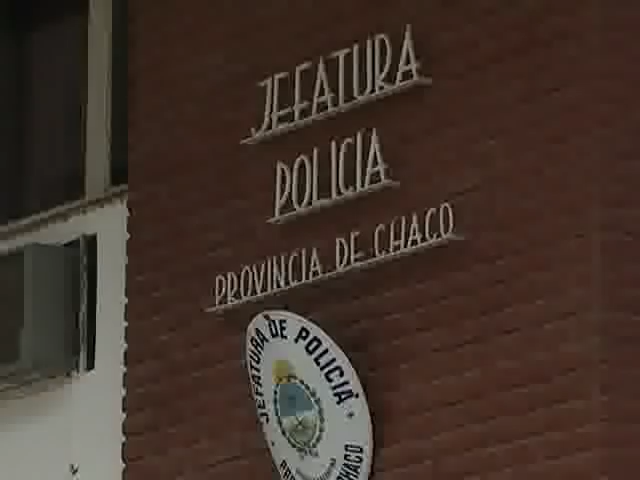 JEFATURA
POLICIA
PROVINCIA DE CHACO
JEFATURA DE POLICIA
CHACO